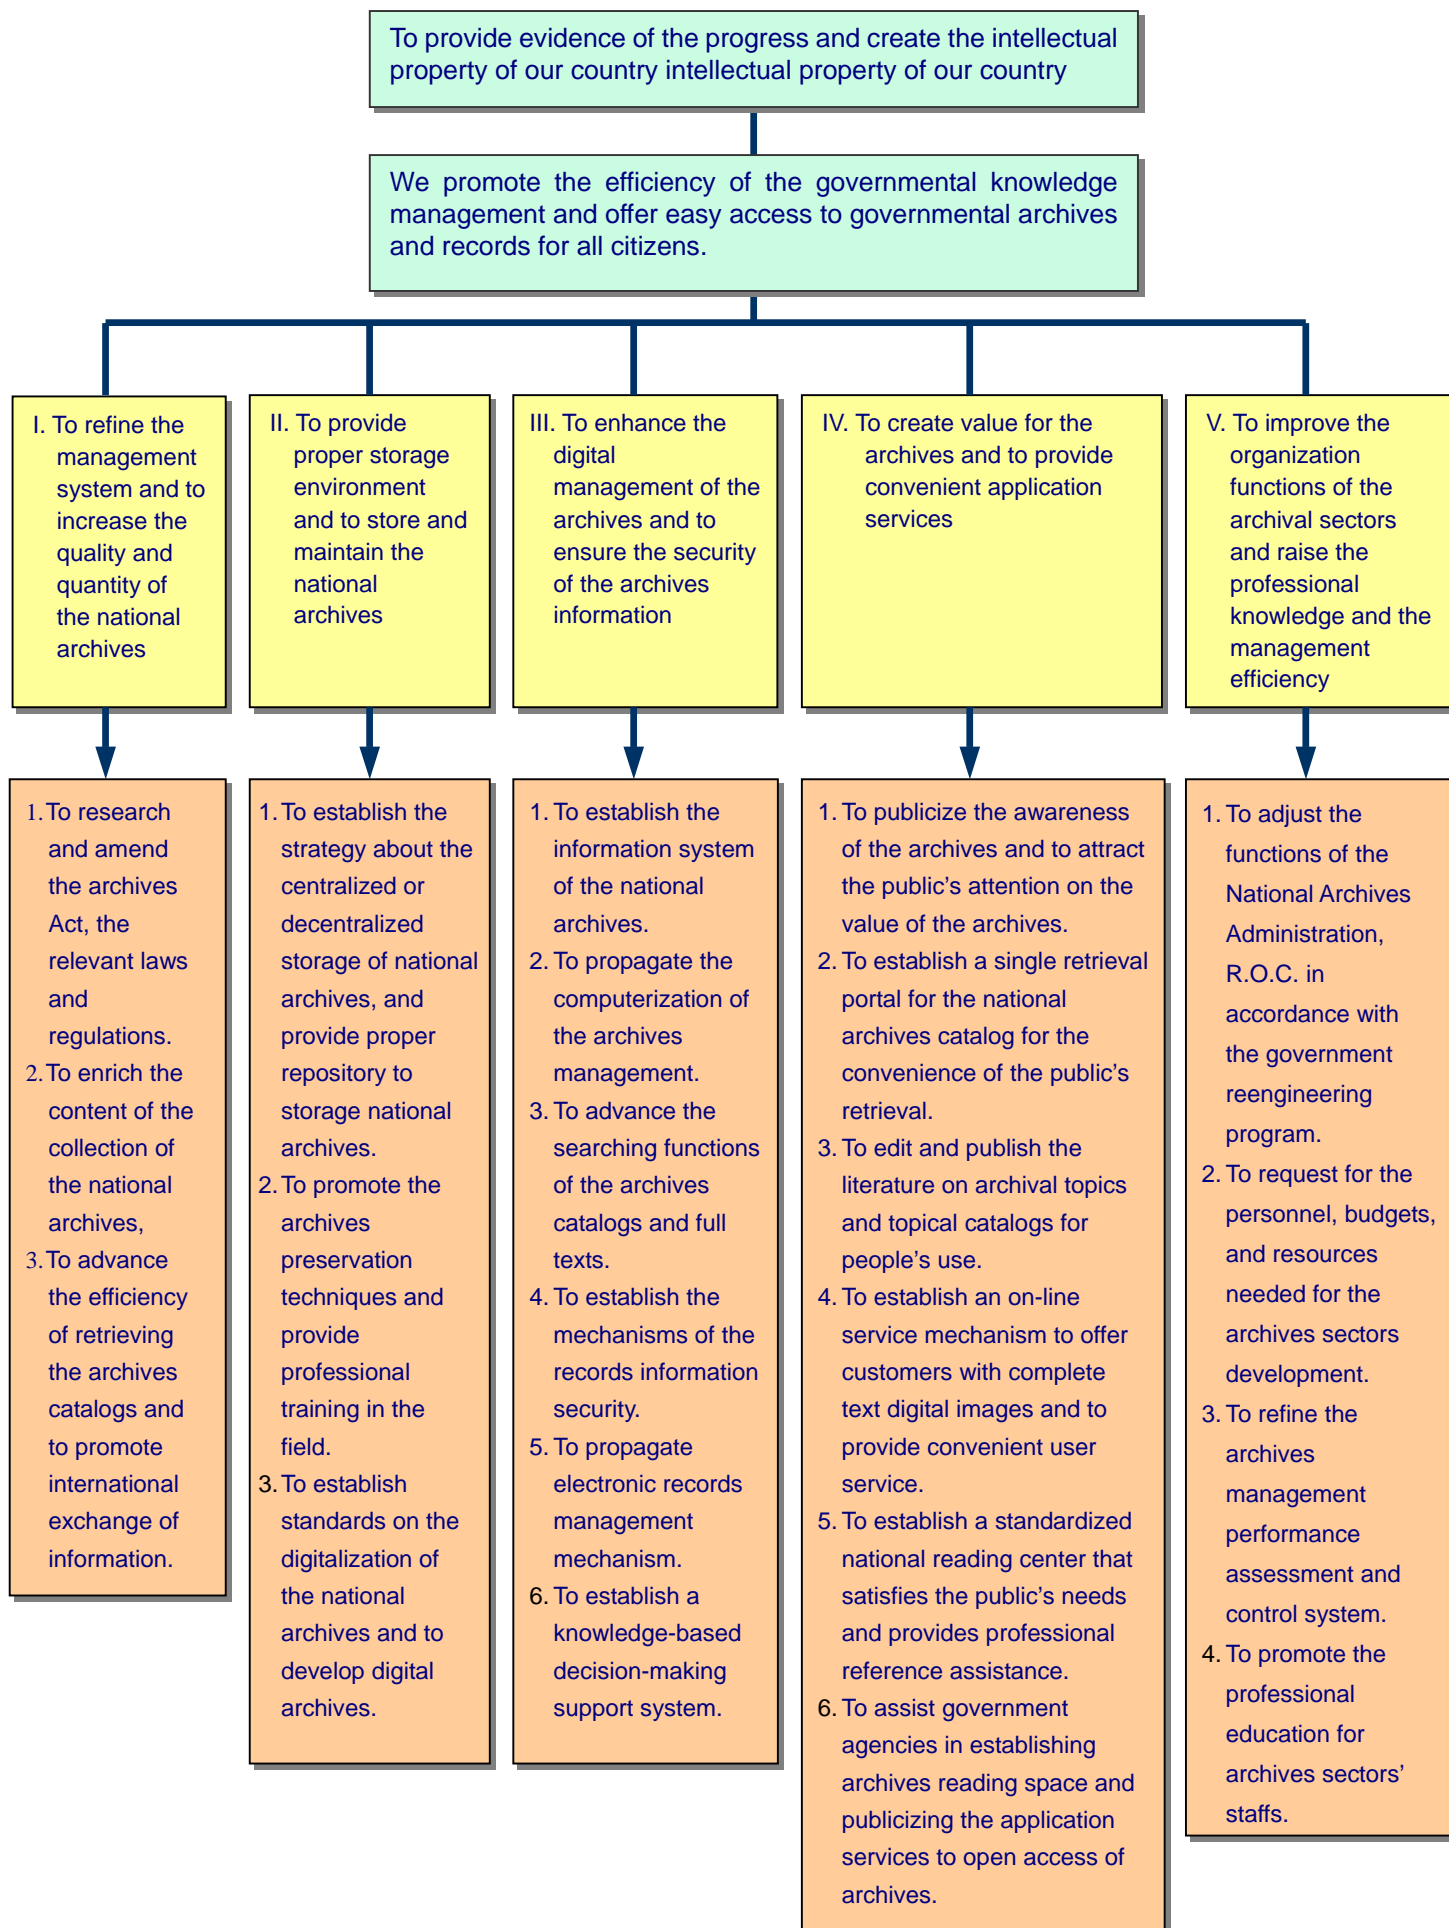 To provide evidence of the progress and create the intellectual
property of our country intellectual property of our country
We promote the efficiency of the governmental knowledge
management and offer easy access to governmental archives
and records for all citizens.
I. To refine the
management
system and to
increase the
quality and
quantity of
the national
archives
II. To provide
proper storage
environment
and to store and
maintain the
national
archives
III. To enhance the
digital
management of the
archives and to
ensure the security
of the archives
information
IV. To create value for the
archives and to provide
convenient application
services
V. To improve the
organization
functions of the
archival sectors
and raise the
professional
knowledge and the
management
efficiency
1. To research
and amend
the archives
Act, the
relevant laws
and
regulations.
2. To enrich the
content of the
collection of
the national
archives,
3. To advance
the efficiency
of retrieving
the archives
catalogs and
to promote
international
exchange of
information.
1. To establish the
strategy about the
centralized or
decentralized
storage of national
archives, and
provide proper
repository to
storage national
archives.
2. To promote the
archives
preservation
techniques and
provide
professional
training in the
field.
3. To establish
standards on the
digitalization of
the national
archives and to
develop digital
archives.
1. To establish the
information system
of the national
archives.
2. To propagate the
computerization of
the archives
management.
3. To advance the
searching functions
of the archives
catalogs and full
texts.
4. To establish the
mechanisms of the
records information
security.
5. To propagate
electronic records
management
mechanism.
6. To establish a
knowledge-based
decision-making
support system.
1. To publicize the awareness
of the archives and to attract
the public’s attention on the
value of the archives.
2. To establish a single retrieval
portal for the national
archives catalog for the
convenience of the public’s
retrieval.
3. To edit and publish the
literature on archival topics
and topical catalogs for
people’s use.
4. To establish an on-line
service mechanism to offer
customers with complete
text digital images and to
provide convenient user
service.
5. To establish a standardized
national reading center that
satisfies the public’s needs
and provides professional
reference assistance.
6. To assist government
agencies in establishing
archives reading space and
publicizing the application
services to open access of
archives.
1. To adjust the
functions of the
National Archives
Administration,
R.O.C. in
accordance with
the government
reengineering
program.
2. To request for the
personnel, budgets,
and resources
needed for the
archives sectors
development.
3. To refine the
archives
management
performance
assessment and
control system.
4. To promote the
professional
education for
archives sectors’
staffs.